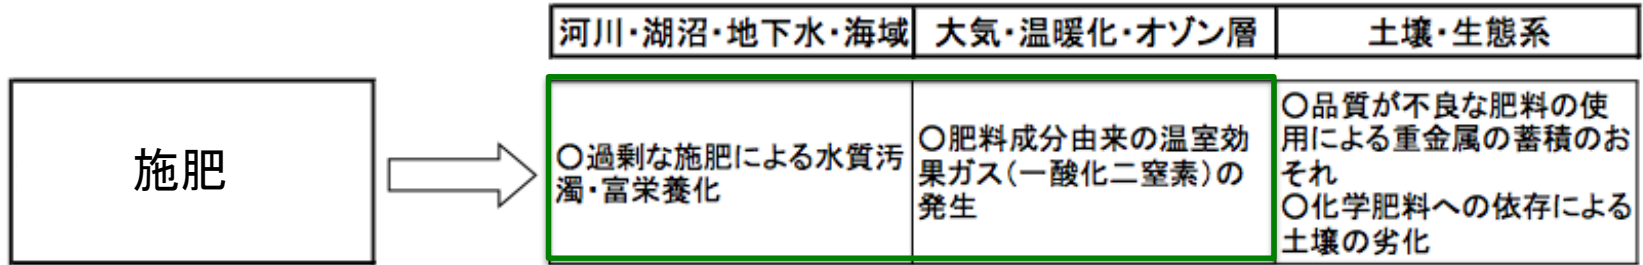 河川・湖沼・地下水・海域
大気・温暖化・オゾン層
土壌・生態系
施肥
〇過剰な施肥による水質汚
濁・富栄養化
〇肥料成分由来の温室効
果ガス(一酸化二窒素)の
発生
〇品質が不良な肥料の使
用による重金属の蓄積のお
それ
〇化学肥料への依存による
土壌の劣化